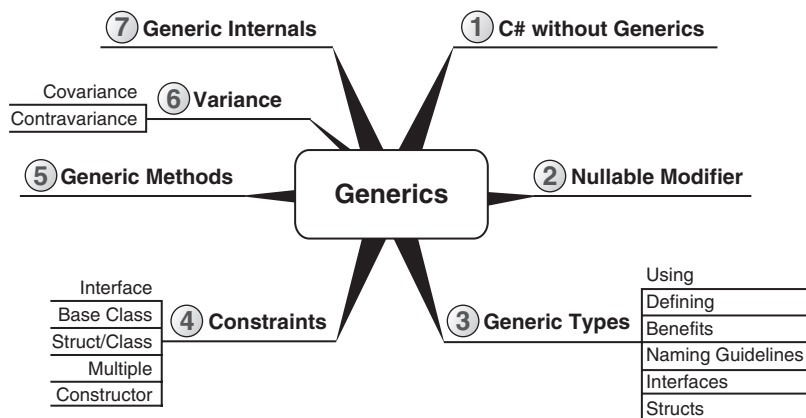 Generics
1 C# without Generics
2 Nullable Modifier
3 Generic Types
Using
Defining
Benefits
Naming Guidelines
Interfaces
Structs
4 Constraints
Interface
Base Class
Struct/Class
Multiple
Constructor
5 Generic Methods
6 Variance
Covariance
Contravariance
7 Generic Internals